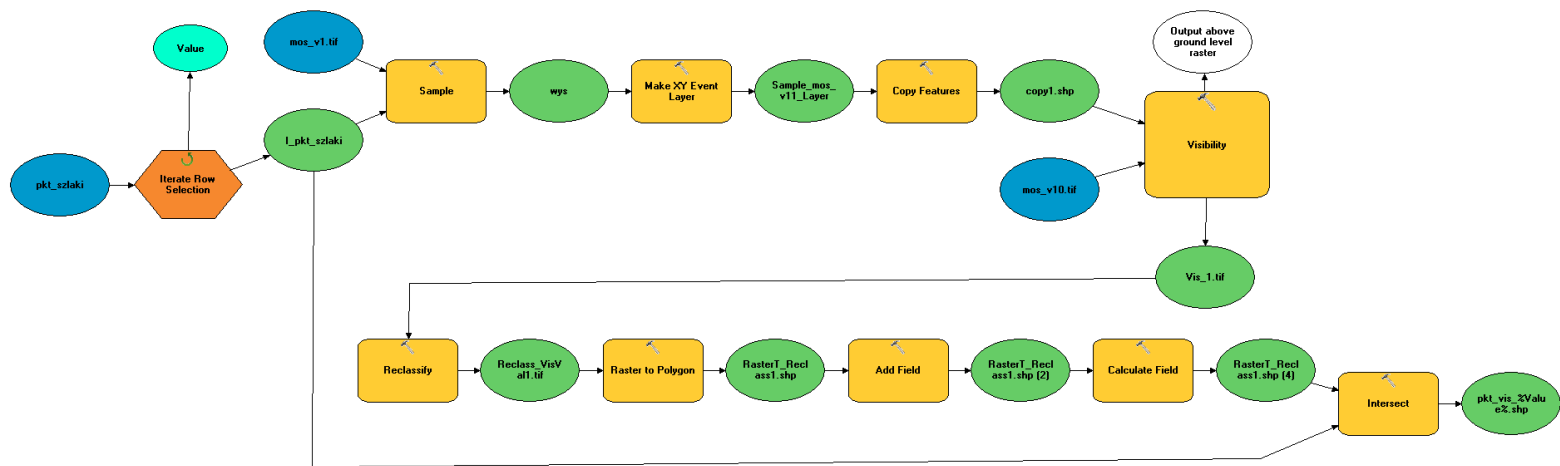 Value
mos_v1.tif
Sample
wys
Make XY Event
Layer
Sample_mos_
v11_Layer
Copy Features
copy1.shp
Output above
ground level
raster
Visibility
pkt_szlaki
Iterate Row
Selection
I_pkt_szlaki
mos_v10.tif
Vis_1.tif
Reclassify
Reclass_VisV
al1.tif
Raster to Polygon
RasterT_Recl
ass1.shp
Add Field
RasterT_Recl
ass1.shp (2)
Calculate Field
RasterT_Recl
ass1.shp (4)
Intersect
pkt_vis_%Valu
e%.shp